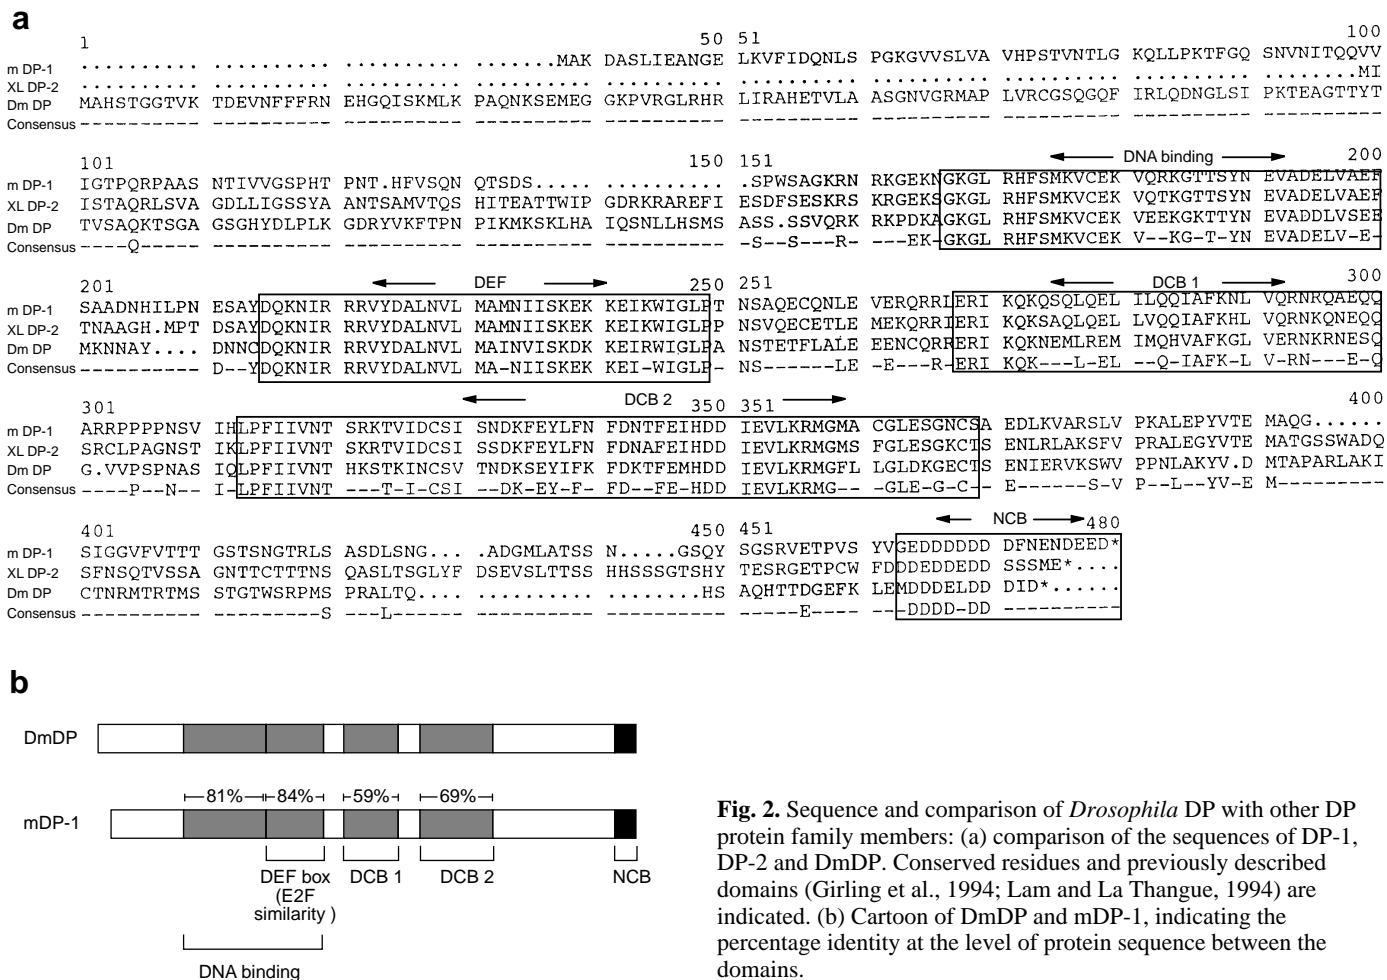 a
1 50 51 100
m DP-1 .......... .......... .......... .......MAK DASLIEANGE LKVFIDQNLS PGKGVVSLVA VHPSTVNTLG KQLLPKTFGQ SNVNITQQVV
XL DP-2 .......... .......... .......... .......... .......... .......... .......... .......... .......... ........MI
Dm DP MAHSTGGTVK TDEVNFFFRN EHGQISKMLK PAQNKSEMEG GKPVRGLRHR LIRAHETVLA ASGNVGRMAP LVRCGSQGQF IRLQDNGLSI PKTEAGTTYT
Consensus ---------- ---------- ---------- ---------- ---------- ---------- ---------- ---------- ---------- ----------
101 150 151 DNA binding 200
m DP-1 IGTPQRPAAS NTIVVGSPHT PNT.HFVSQN QTSDS..... .......... .SPWSAGKRN RKGEKNGKGL RHFSMKVCEK VQRKGTTSYN EVADELVAEF
XL DP-2 ISTAQRLSVA GDLLIGSSYA ANTSAMVTQS HITEATTWIP GDRKRAREFI ESDFSESKRS KRGEKSGKGL RHFSMKVCEK VQTKGTTSYN EVADELVAEF
Dm DP TVSAQKTSGA SGSGHYDLPLK GDRYVKFTPN PIKMKSKLHA IQSNLLHSMS ASS.SSVQRK RKPDKAGKGL RHFSMKVCEK VEEKGKTTYN EVADDLVSEE
Consensus ----Q----- ---------- ---------- ---------- ---------- -S--S---R- ---EK-GKGL RHFSMKVCEK V--KG-T-YN EVADELV-E-
201 DEF 250 251 DCB 1 300
m DP-1 SAADNHILPN ESAYDQKNIR RRVYDALNVL MAMNIISKEK KEIKWIGLPT NSAQECQNLE VERQRRLERI KQKQSQLQEL ILQQIAFKNL VQRNRQAEQQ
XL DP-2 TNAAGH.MPT DSAYDQKNIR RRVYDALNVL MAMNIISKEK KEIKWIGLPP NSVQECETLE MEKQRRIERI KQKSAQLQEL LVQQIAFKHL VQRNKQNEQQ
Dm DP MKNNAY.... DNNCDQKNIR RRVYDALNVL MAINVISKDK KEIRWIGLPA NSTETFLALE EENCQRRERI KQKNEMLREM IMQHVAFKGL VERNKRNESQ
Consensus ---------- D--YDQKNIR RRVYDALNVL MA-NIISKEK KEI-WIGLP- NS------LE -E---R-ERI KQK---L-EL --Q-IAFK-L V-RN---E-Q
301 DCB 2 350 351 400
m DP-1 ARRPPPPNSV IHLPFIIVNT SRKTVIDCSI SNDKFEYLFN FDNTFEIHDD IEVLKRMGMA CGLESGNCSA EDLKVARSLV PKALEPYVTE MAQG......
XL DP-2 SRCLPAGNST IKLPFIIVNT SKRTVIDCSI SSDKFEYLFN FDNAFEIHDD IEVLKRMGMS FGLESGKCTS ENLRLAKSFV PRALEGYVTE MATGSSWADQ
Dm DP G.VVPSPNAS IQLPFIIVNT HKSTKINCSV TNDKSEYIFK FDKTFEMHDD IEVLKRMGFL LGLDKGECTS ENIERVKSWV PPNLAKYV.D MTAPARLAKI
Consensus ----P--N-- I-LPFIIVNT ---T-I-CSI --DK-EY-F- FD--FE-HDD IEVLKRMG-- -GLE-G-C-- E------S-V P--L--YV-E M---------
401 450 451 NCB 480
m DP-1 SIGGVFVTTT GSTSNGTRLS ASDLSNG... .ADGMLATSS N.....GSQY SGSRVETPVS YVGEDDDDDD DFNENDEED*
XL DP-2 SFNSQTVSSA GNTTCTTTNS QASLTSGLYF DSEVSLTTSS HHSSSGTSHY TESRGETPCW FDDDEDDEDD SSSME*....
Dm DP CTNRMTRTMS STGTWSRPMS PRALTQ.... .......... ........HS AQHTTDGEFK LEMDDDELDD DID*......
Consensus ---------- ---------S --L------- ---------- ---------- -----E---- ---DDDD-DD ----------
b
DmDP
81% 84% 59% 69%
mDP-1
DEF box DCB 1 DCB 2 NCB
(E2F
similarity )
DNA binding
Fig. 2. Sequence and comparison of Drosophila DP with other DP
protein family members: (a) comparison of the sequences of DP-1,
DP-2 and DmDP. Conserved residues and previously described
domains (Girling et al., 1994; Lam and La Thangue, 1994) are
indicated. (b) Cartoon of DmDP and mDP-1, indicating the
percentage identity at the level of protein sequence between the
domains.